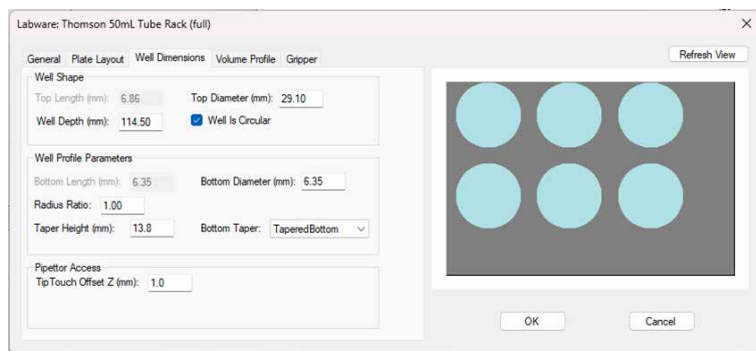 Labware: Thomson 50mL Tube Rack (full)
General Plate Layout Well Dimensions Volume Profile Gripper
Refresh View
Well Shape
Top Length (mm): 6.86 Top Diameter (mm): 29.10
Well Depth (mm): 114.50 Well Is Circular
Well Profile Parameters
Bottom Length (mm): 6.35 Bottom Diameter (mm): 6.35
Radius Ratio: 1.00
Taper Height (mm): 13.8 Bottom Taper: TaperedBottom
Pipettor Access
TipTouch Offset Z (mm): 1.0
OK Cancel